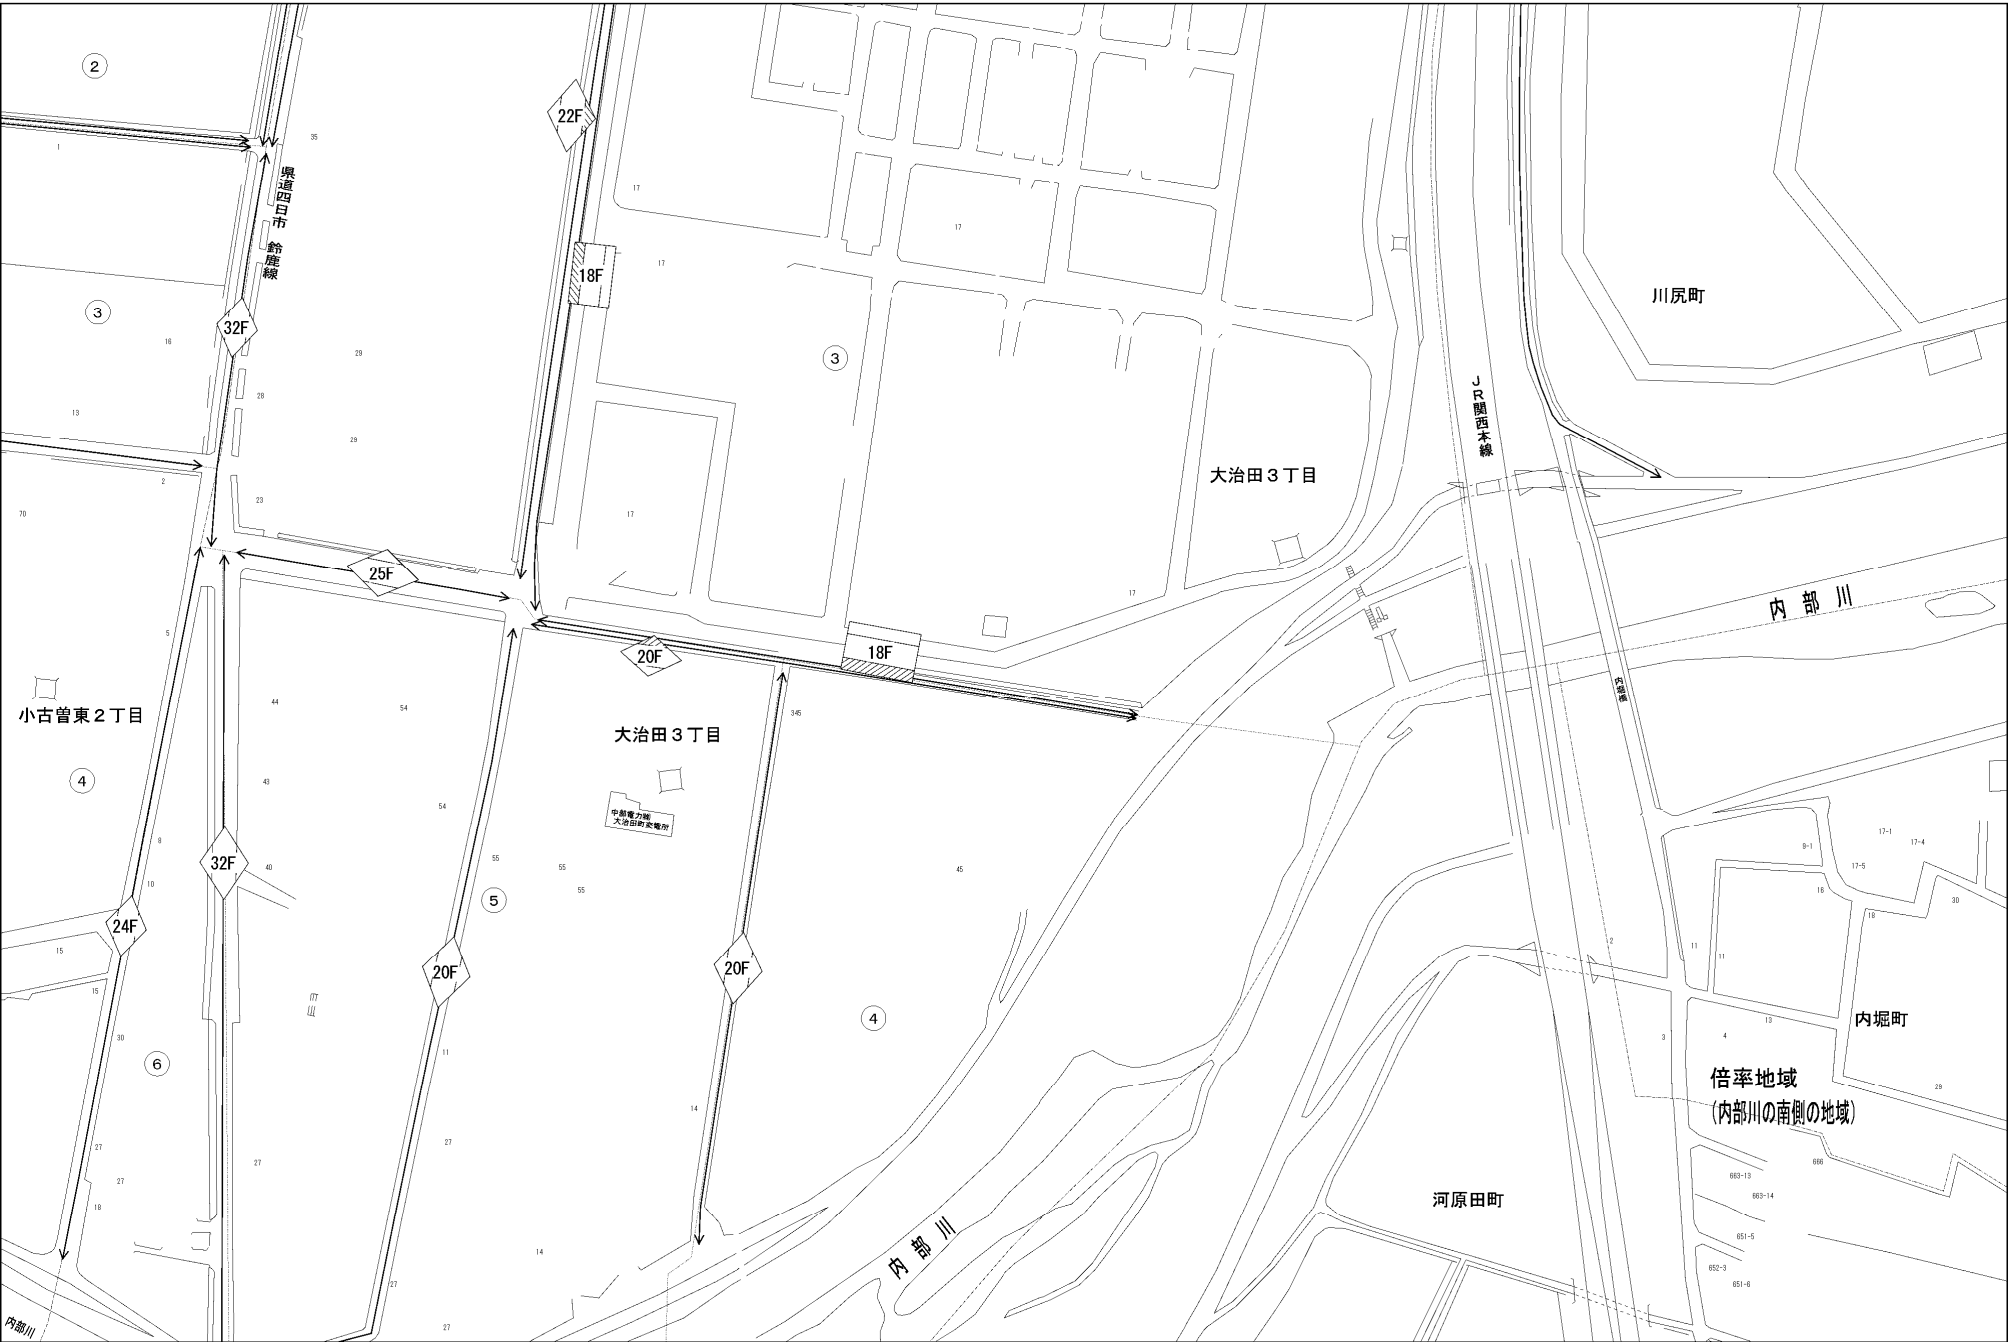 2
22F
1
35
県道四日市 鈴鹿線
17
17
17
18F
川尻町
3
32F
16
29
3
28
JR関西本線
13
29
大治田3丁目
2
23
70
17
25F
17
内部川
5
20F
18F
内堀橋
小古曽東2丁目
44
54
345
大治田3丁目
4
43
54
中部電力㈱
大治田町変電所
17-1
17-4
9-1
8
32F
40
55
55
45
17-5
10
55
16
5
30
18
24F
15
2
11
11
20F
20F
15
4
内堀町
13
30
11
3
4
6
倍率地域
(内部川の南側の地域)
29
14
27
27
27
666
27
663-13
663-14
河原田町
18
内部川
651-5
14
652-3
651-6
27
内部川
27